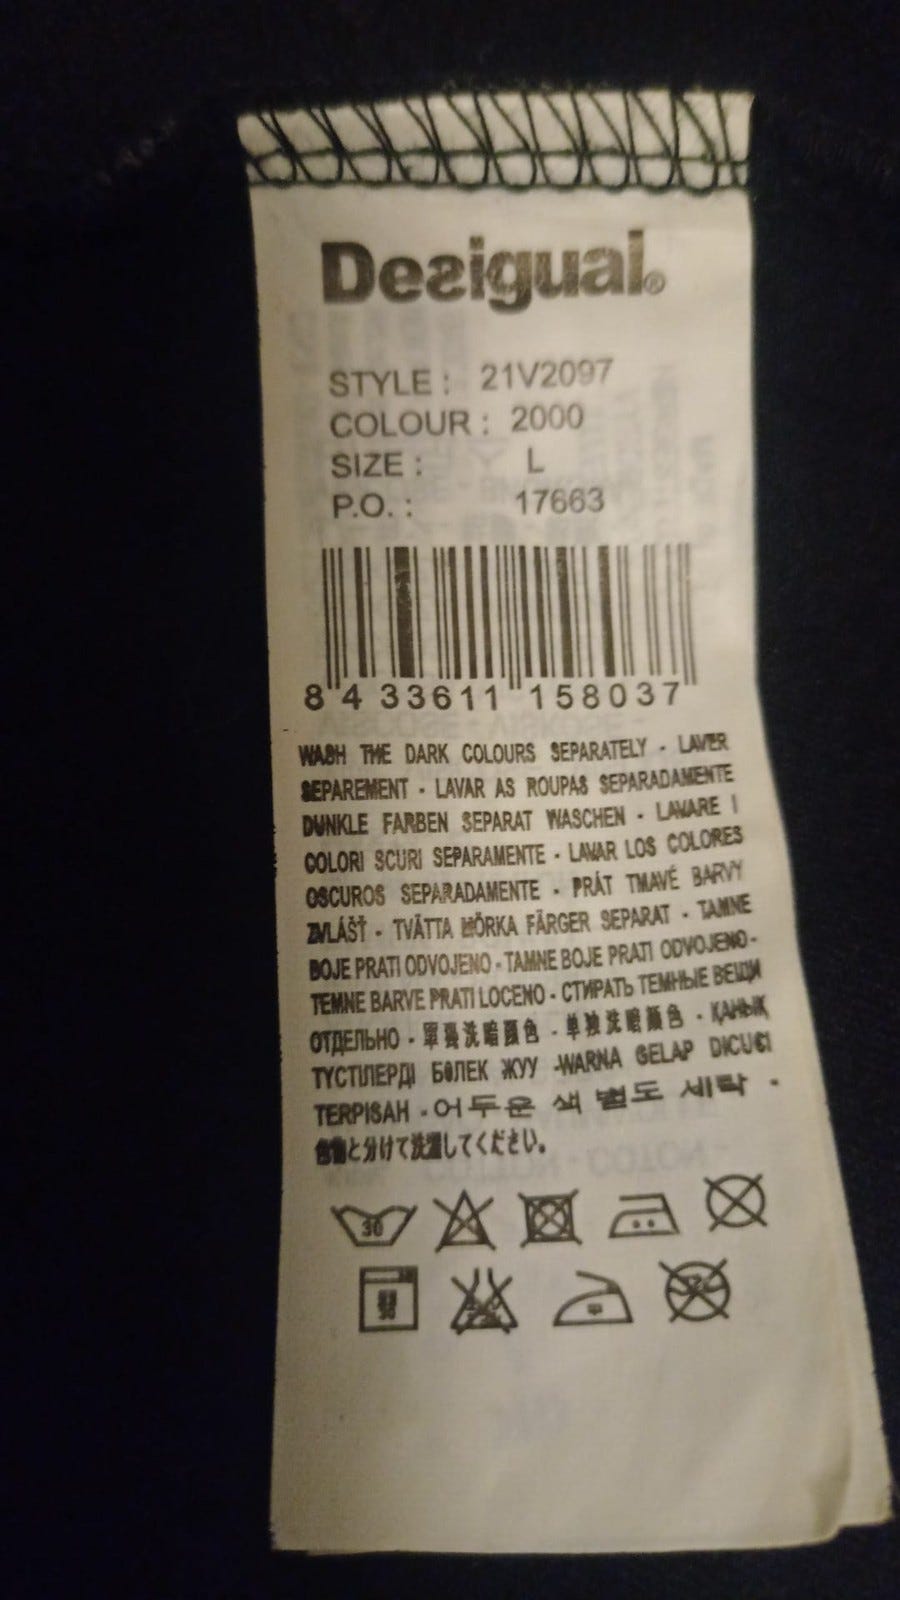 Desigual®
STYLE : 21V2097
COLOUR : 2000
SIZE : L
P.O. : 17663
8 433611 158037
WASH THE DARK COLOURS SEPARATELY - LAVER
SEPAREMENT - LAVAR AS ROUPAS SEPARADAMENTE
DUNKLE FARBEN SEPARAT WASCHEN - LAVARE I
COLORI SCURI SEPARAMENTE - LAVAR LOS COLORES
OSCUROS SEPARADAMENTE - PRÁT TMAVÉ BARVY
ZVLÁŠŤ - TVÄTTA MÖRKA FÄRGER SEPARAT - TAMNE
BOJE PRATI ODVOJENO - TAMNE BOJE PRATI ODVOJENO-
TEMNE BARVE PRATI LOCENO - СТИРАТЬ ТЕМНЫЕ ВЕЩИ
ОТДЕЛЬНО - 單獨洗暗顏色 - 单独洗暗颜色 - ҚАНЫҚ
ТҮСТІЛЕРДІ БӨЛЕК ЖУУ -WARNA GELAP DICUCI
TERPISAH - 어두운 색 별도 세탁 -
色物と分けて洗濯してください。
30
30